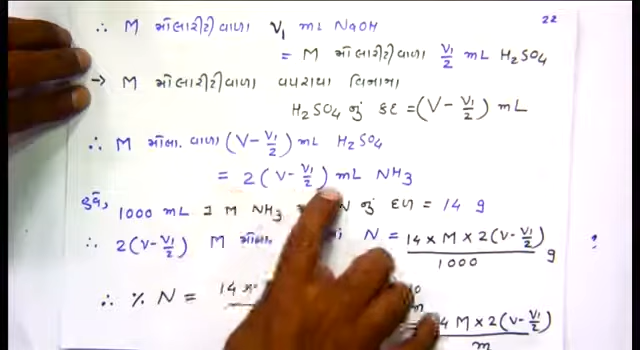 22
∴ M મોલારીટીવાળા V₁ mL NaOH
= M મોલારીટીવાળા V₁/2 mL H₂SO₄
→ M મોલારીટીવાળા વપરાયા વિનાના
H₂SO₄ નું કદ = (V − V₁/2) mL
∴ M મોલા. વાળા (V − V₁/2) mL H₂SO₄
= 2 (V − V₁/2) mL NH₃
હવે, 1000 mL 1 M NH₃ N નું દળ = 14 g
∴ 2(V − V₁/2) M મોલા. N = 14 × M × 2(V − V₁/2) / 1000 g ?
∴ % N = 14
4 M × 2(V − V₁/2) / m